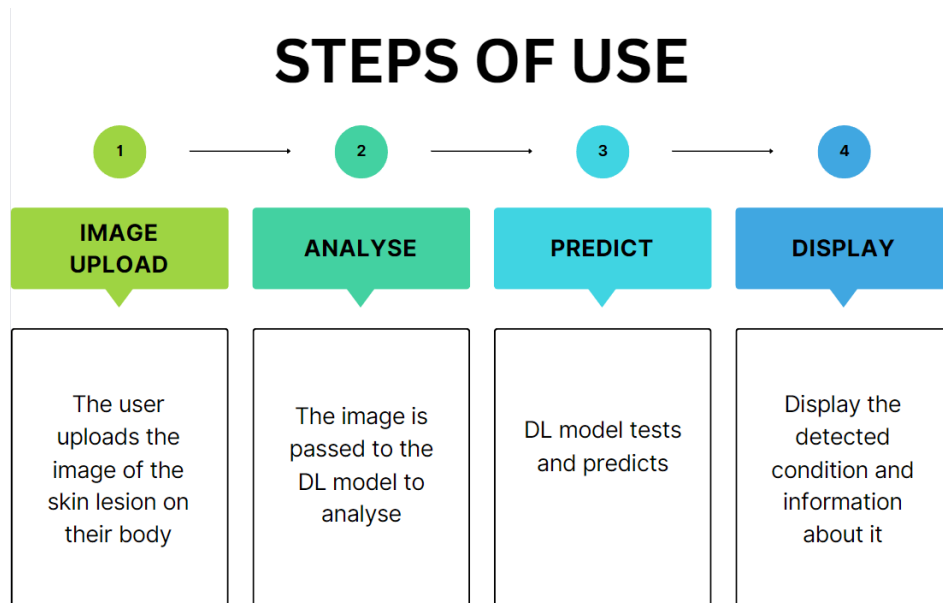 STEPS OF USE
1
2
3
4
IMAGE
UPLOAD
ANALYSE
PREDICT
DISPLAY
The user
uploads the
image of the
skin lesion on
their body
The image is
passed to the
DL model to
analyse
DL model tests
and predicts
Display the
detected
condition and
information
about it